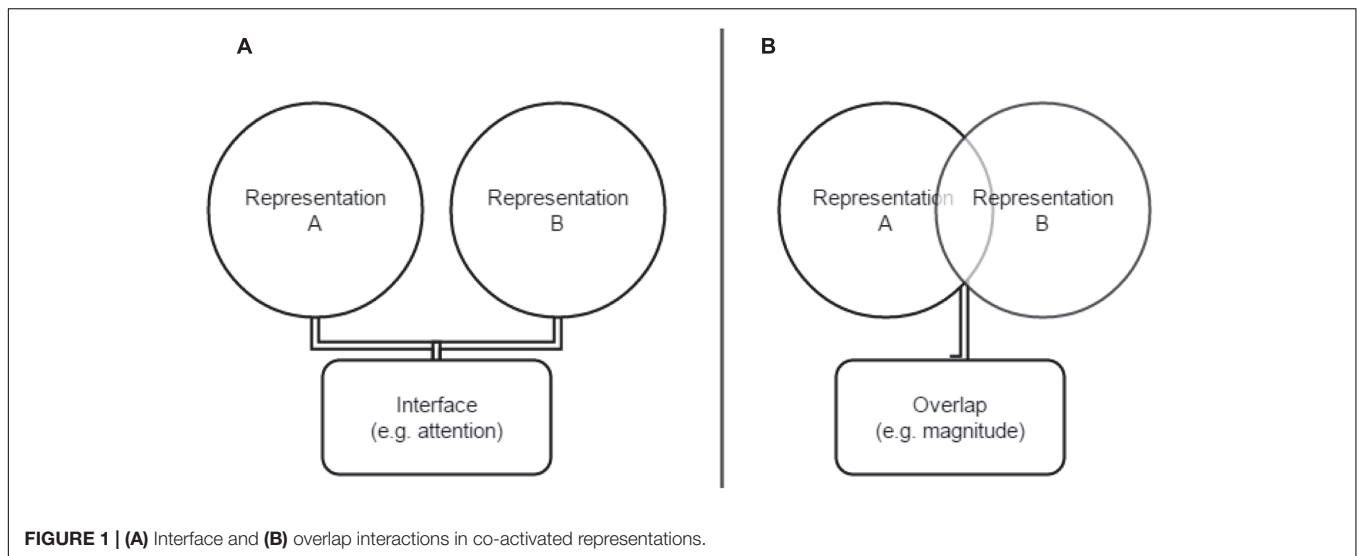 A
Representation
A
Representation
B
Interface
(e.g. attention)
B
Representation
A
Representation
B
Overlap
(e.g. magnitude)
FIGURE 1 | (A) Interface and (B) overlap interactions in co-activated representations.